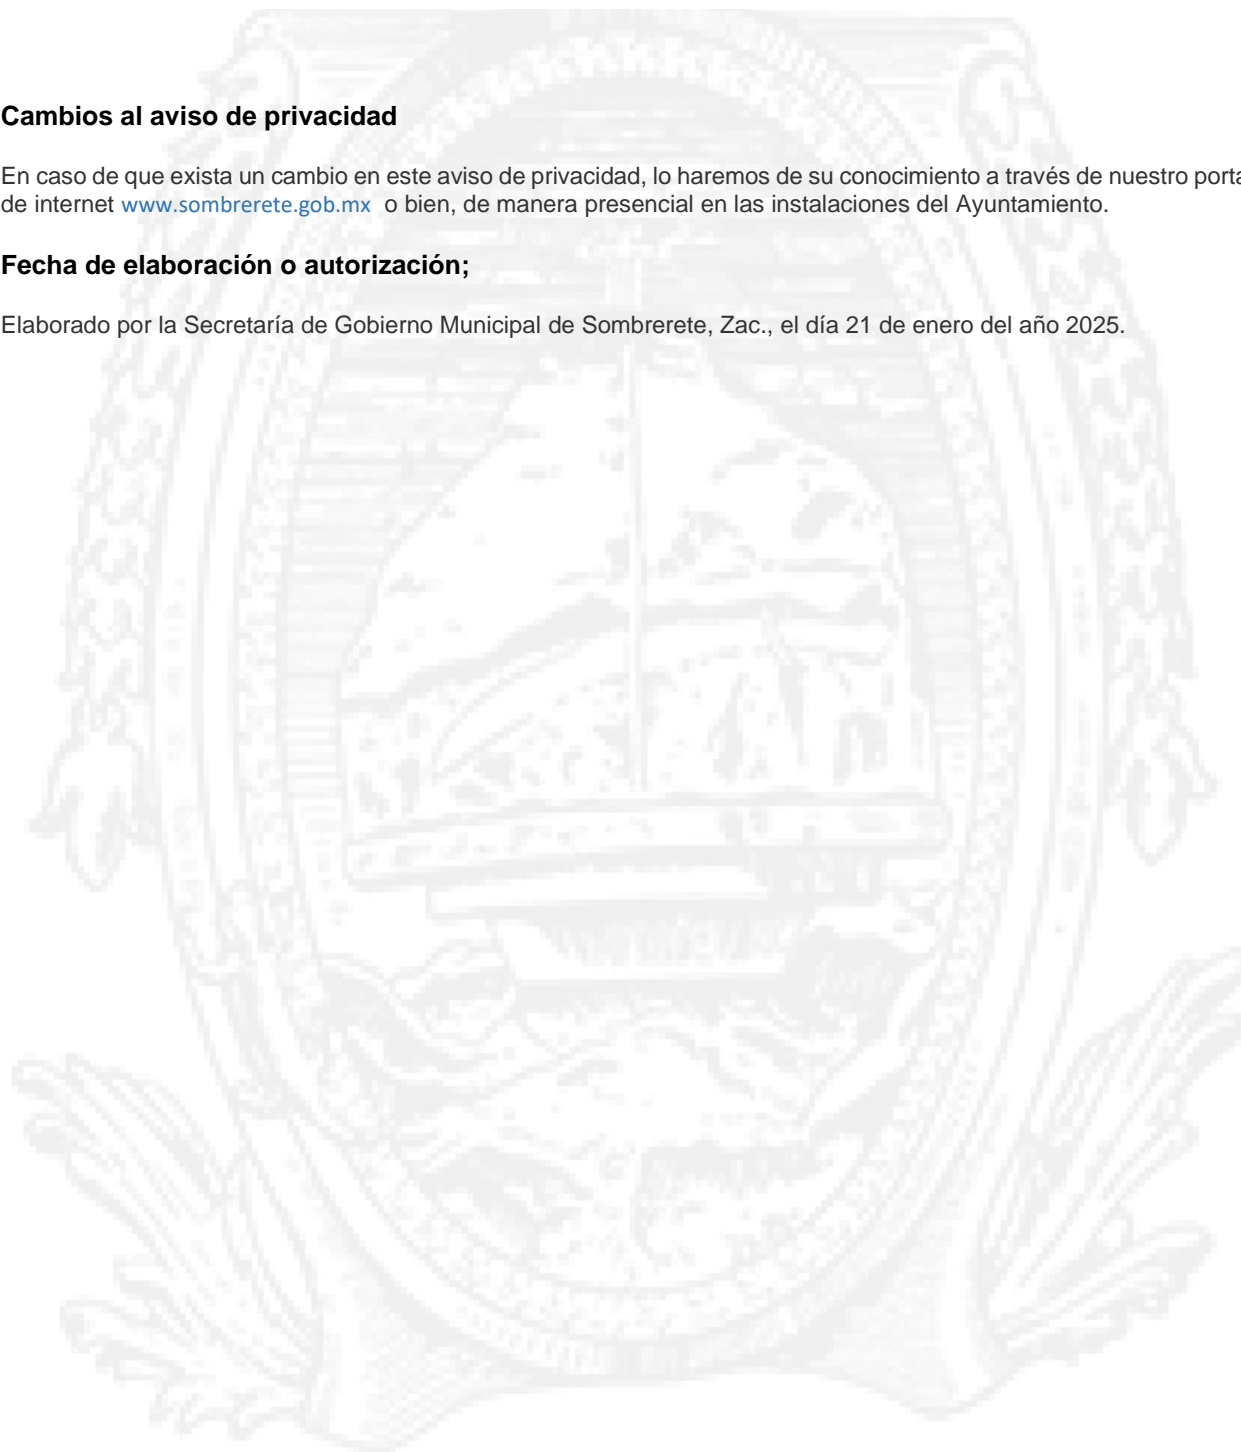 Cambios al aviso de privacidad
En caso de que exista un cambio en este aviso de privacidad, lo haremos de su conocimiento a través de nuestro porta
de internet www.sombrerete.gob.mx o bien, de manera presencial en las instalaciones del Ayuntamiento.
Fecha de elaboración o autorización;
Elaborado por la Secretaría de Gobierno Municipal de Sombrerete, Zac., el día 21 de enero del año 2025.